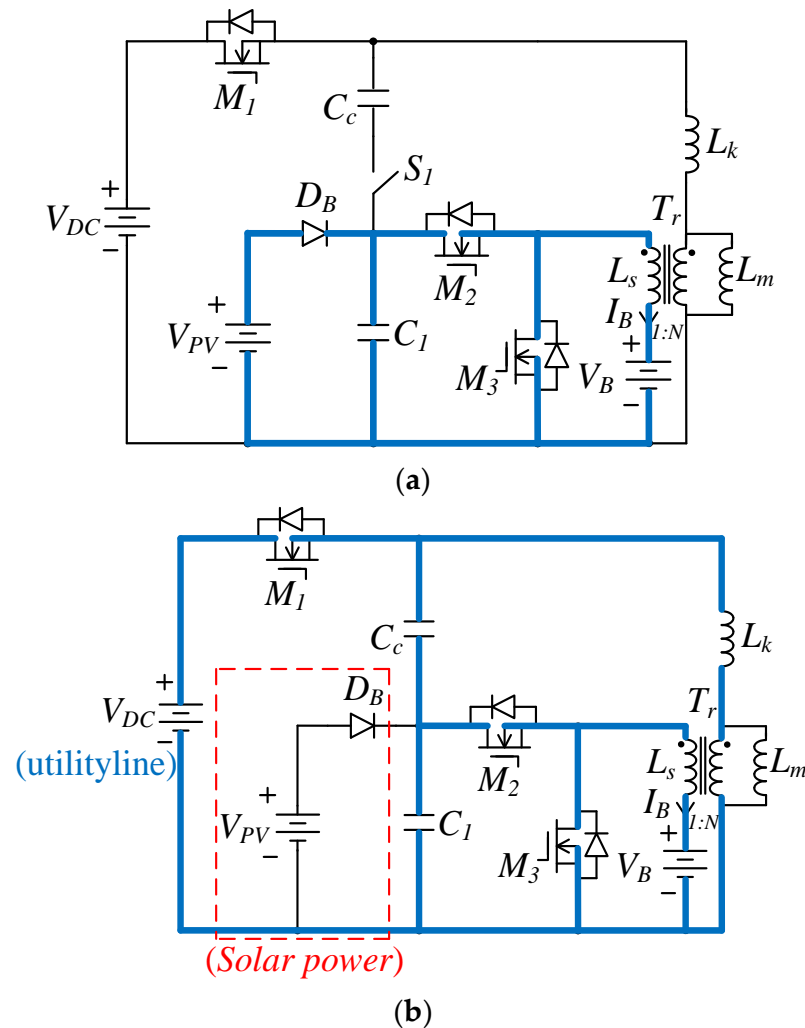 M1
Cc
Lk
S1
DB
Tr
+
VDC
−
M2
Ls
Lm
+
VPV
−
C1
IB
1:N
+
M3
VB
−
(a)
M1
Cc
Lk
+
DB
Tr
VDC
−
(utilityline)
M2
Ls
Lm
+
VPV
−
C1
IB
1:N
+
M3
VB
−
(Solar power)
(b)